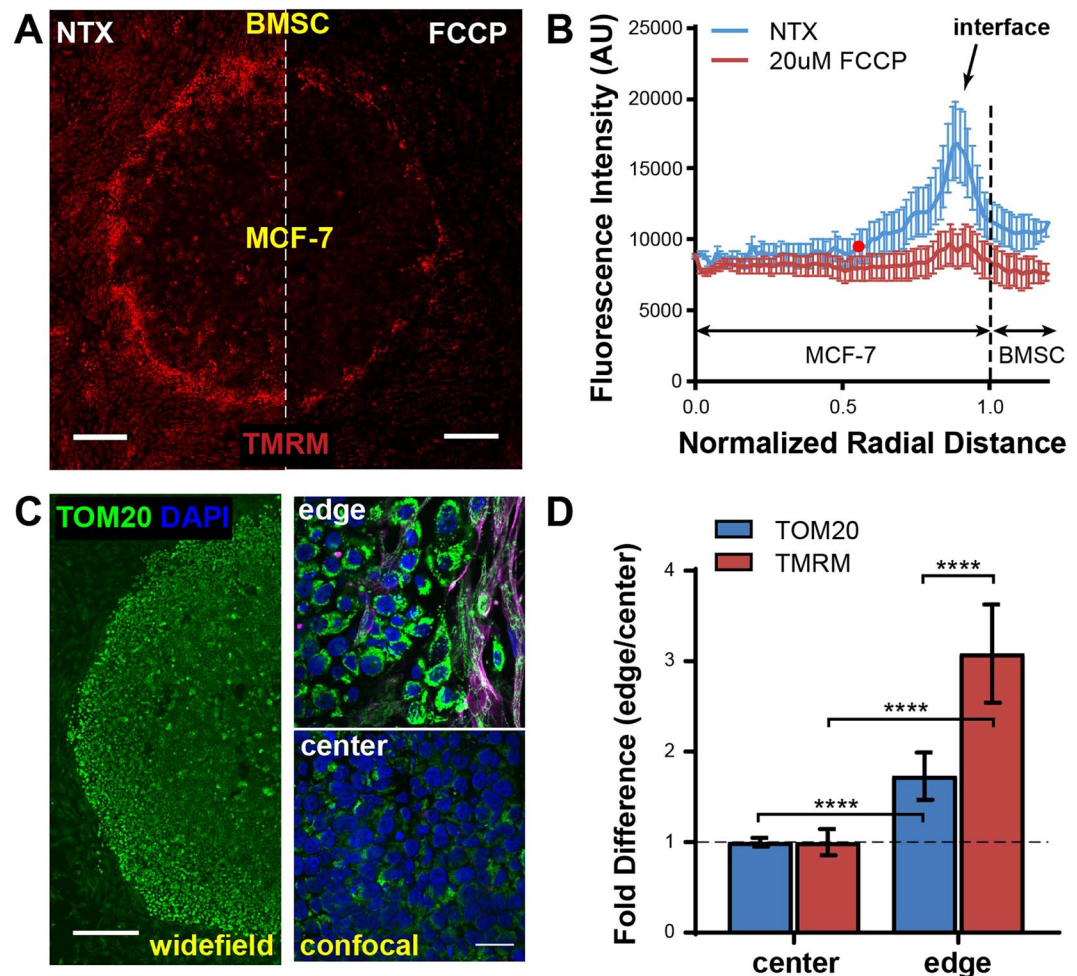 A
NTX
BMSC
FCCP
MCF-7
TMRM
B
NTX
20uM FCCP
interface
Fluorescence Intensity (AU)
25000
20000
15000
10000
5000
0
MCF-7
BMSC
0.0
0.5
1.0
Normalized Radial Distance
C
TOM20 DAPI
widefield
edge
center
confocal
D
TOM20
TMRM
Fold Difference (edge/center)
4
3
2
1
0
****
****
****
center
edge